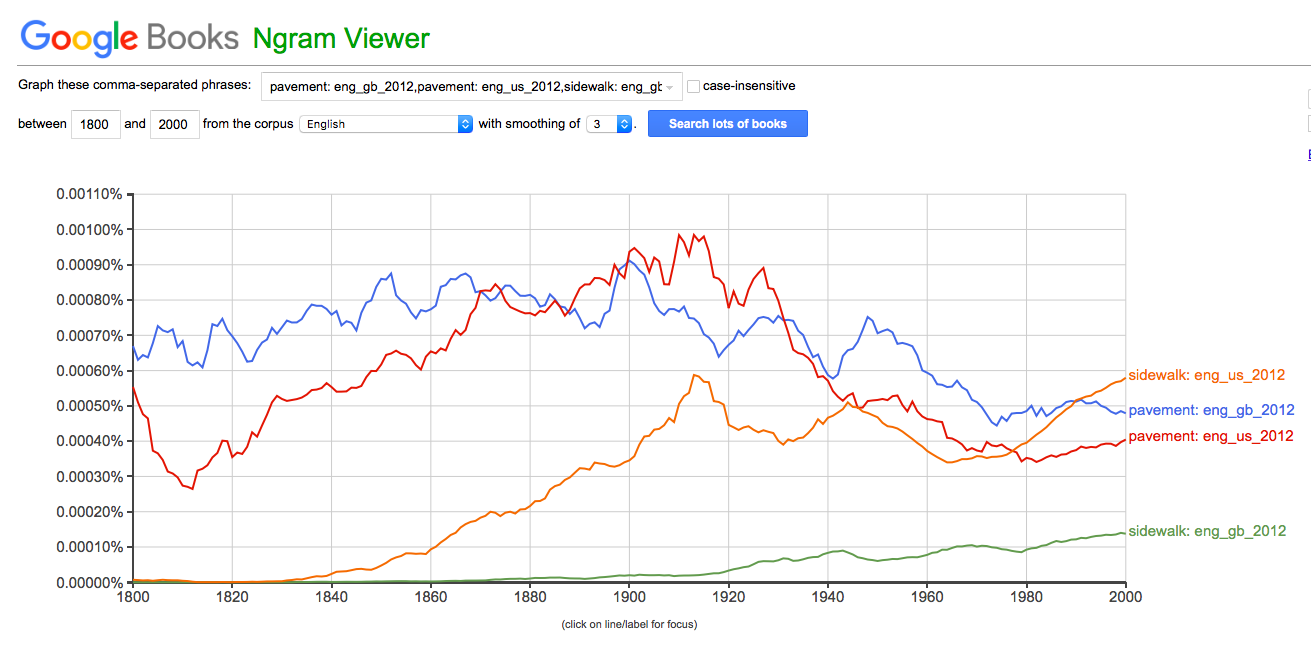 Google Books Ngram Viewer
Graph these comma-separated phrases: pavement: eng_gb_2012,pavement: eng_us_2012,sidewalk: eng_gb case-insensitive
between 1800 and 2000 from the corpus English with smoothing of 3 . Search lots of books
0.00110%
0.00100%
0.00090%
0.00080%
0.00070%
0.00060%
sidewalk: eng_us_2012
0.00050%
pavement: eng_gb_2012
0.00040%
pavement: eng_us_2012
0.00030%
0.00020%
sidewalk: eng_gb_2012
0.00010%
0.00000%
1800 1820 1840 1860 1880 1900 1920 1940 1960 1980 2000
(click on line/label for focus)